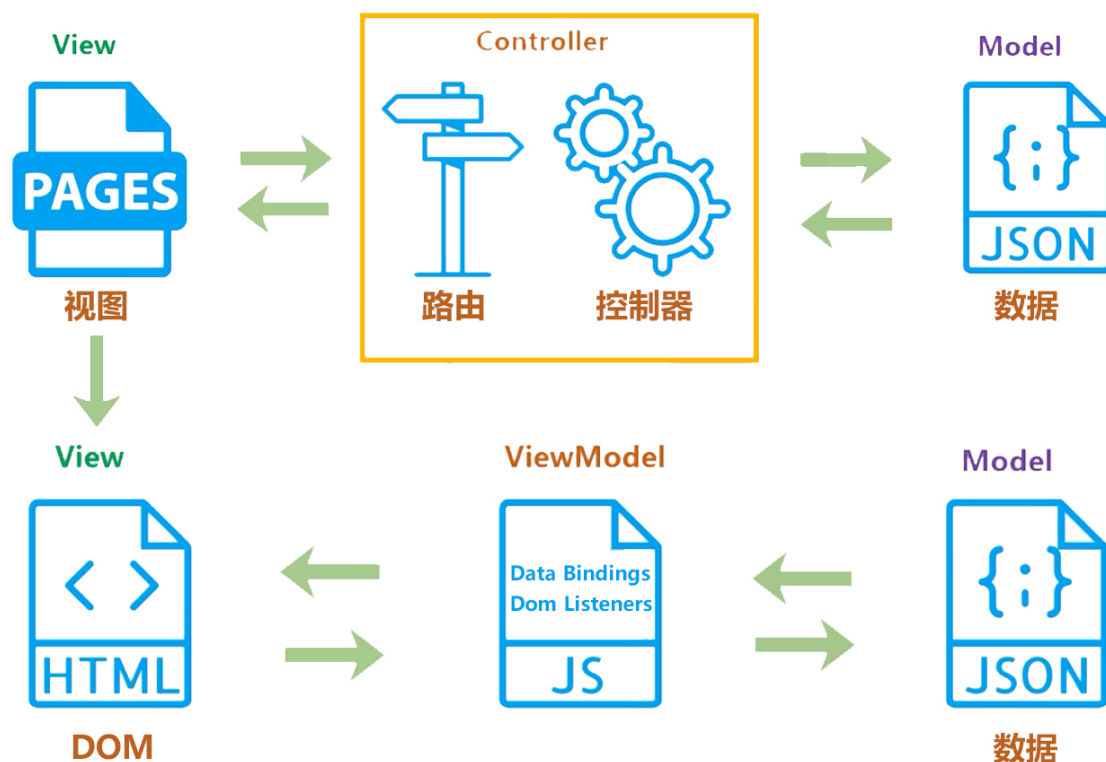 View
Controller
Model
PAGES
{;}
JSON
视图
路由
控制器
数据
View
ViewModel
Model
< >
Data Bindings
Dom Listeners
{;}
HTML
JS
JSON
DOM
数据